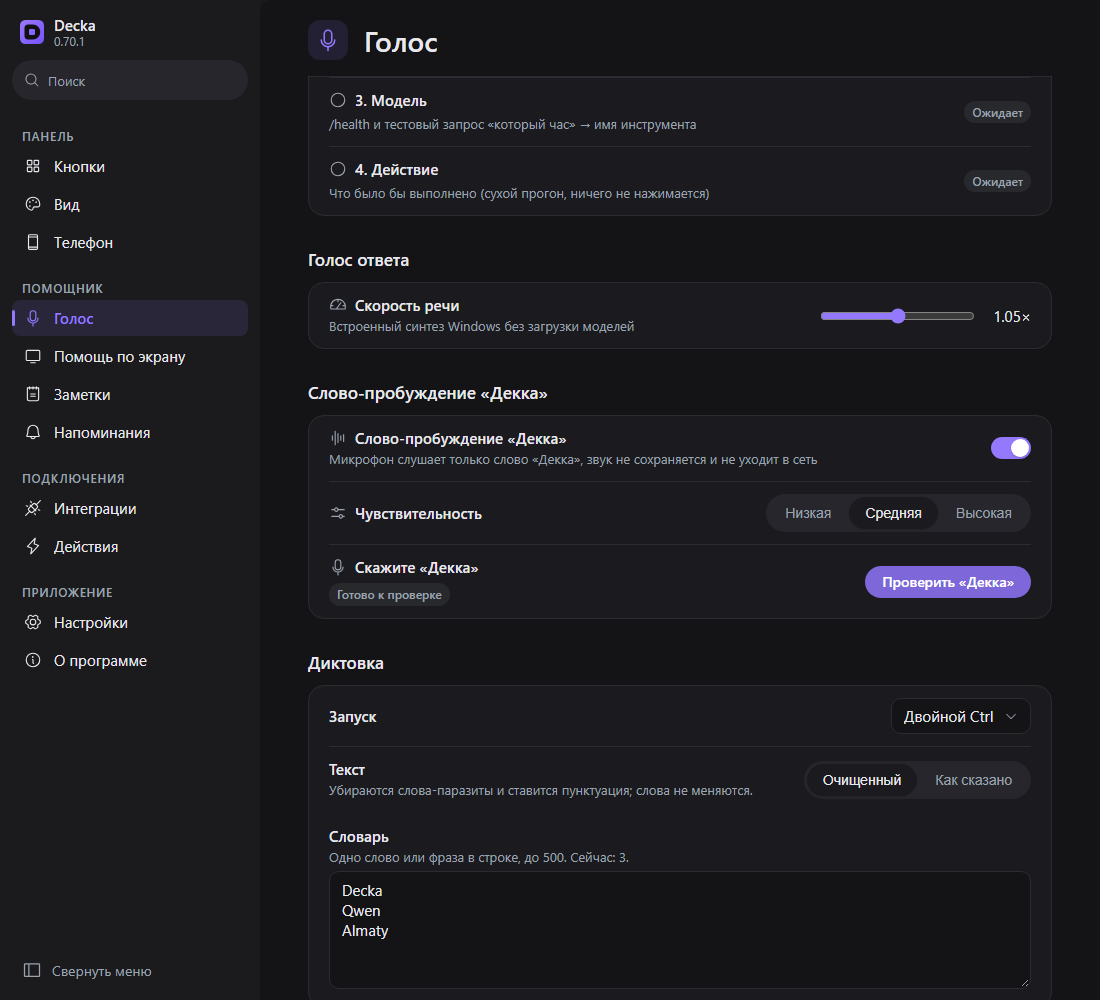 Decka
0.70.1
Поиск
ПАНЕЛЬ
Кнопки
Вид
Телефон
ПОМОЩНИК
Голос
Помощь по экрану
Заметки
Напоминания
ПОДКЛЮЧЕНИЯ
Интеграции
Действия
ПРИЛОЖЕНИЕ
Настройки
О программе
Свернуть меню
Голос
3. Модель
/health и тестовый запрос «который час» → имя инструмента
Ожидает
4. Действие
Что было бы выполнено (сухой прогон, ничего не нажимается)
Ожидает
Голос ответа
Скорость речи
Встроенный синтез Windows без загрузки моделей
1.05×
Слово-пробуждение «Декка»
Слово-пробуждение «Декка»
Микрофон слушает только слово «Декка», звук не сохраняется и не уходит в сеть
Чувствительность
Низкая Средняя Высокая
Скажите «Декка»
Готово к проверке
Проверить «Декка»
Диктовка
Запуск
Двойной Ctrl
Текст
Убираются слова-паразиты и ставится пунктуация; слова не меняются.
Очищенный Как сказано
Словарь
Одно слово или фраза в строке, до 500. Сейчас: 3.
Decka
Qwen
Almaty